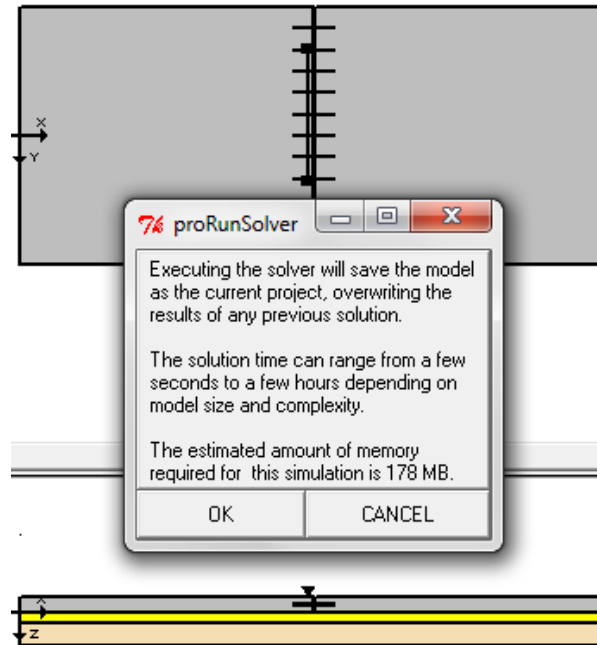 X
Y
7k proRunSolver
Executing the solver will save the model
as the current project, overwriting the
results of any previous solution.
The solution time can range from a few
seconds to a few hours depending on
model size and complexity.
The estimated amount of memory
required for this simulation is 178 MB.
OK CANCEL
X
Z